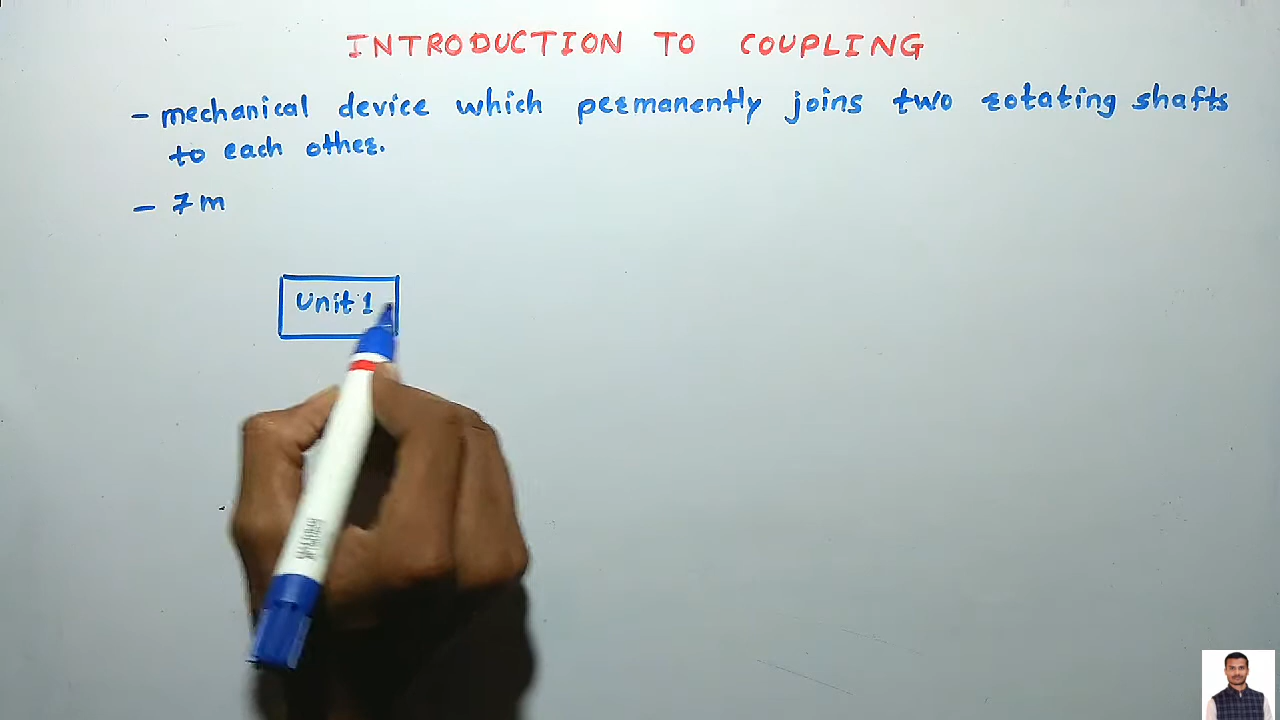 INTRODUCTION TO COUPLING
- mechanical device which permanently joins two rotating shafts
to each other.
- 7m
Unit 1